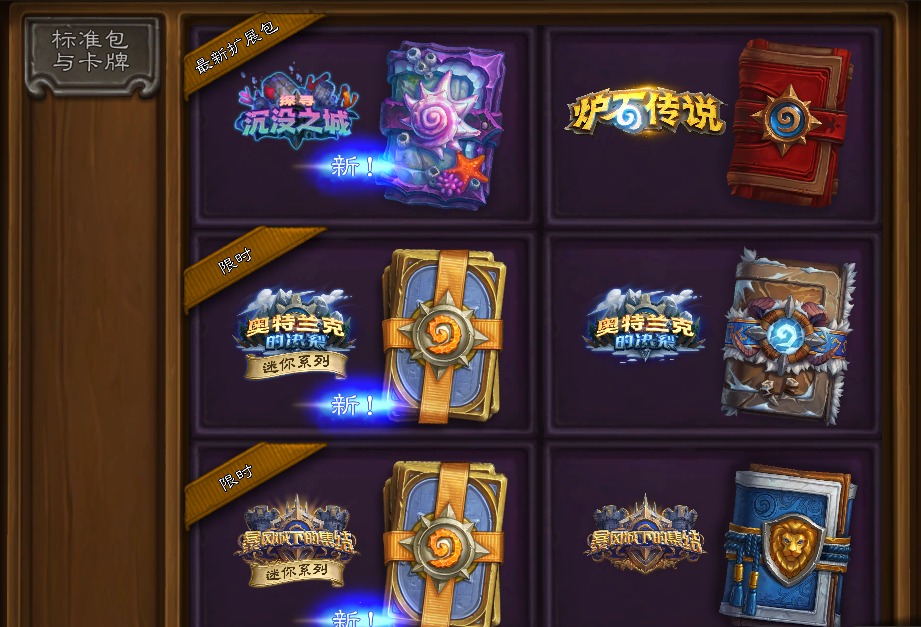 标准包
与卡牌
最新扩展包
探寻
沉没之城
新！
炉石传说
限时
奥特兰克
的决裂
迷你系列
新！
奥特兰克
的决裂
限时
暴风城下的集结
迷你系列
新！
暴风城下的集结